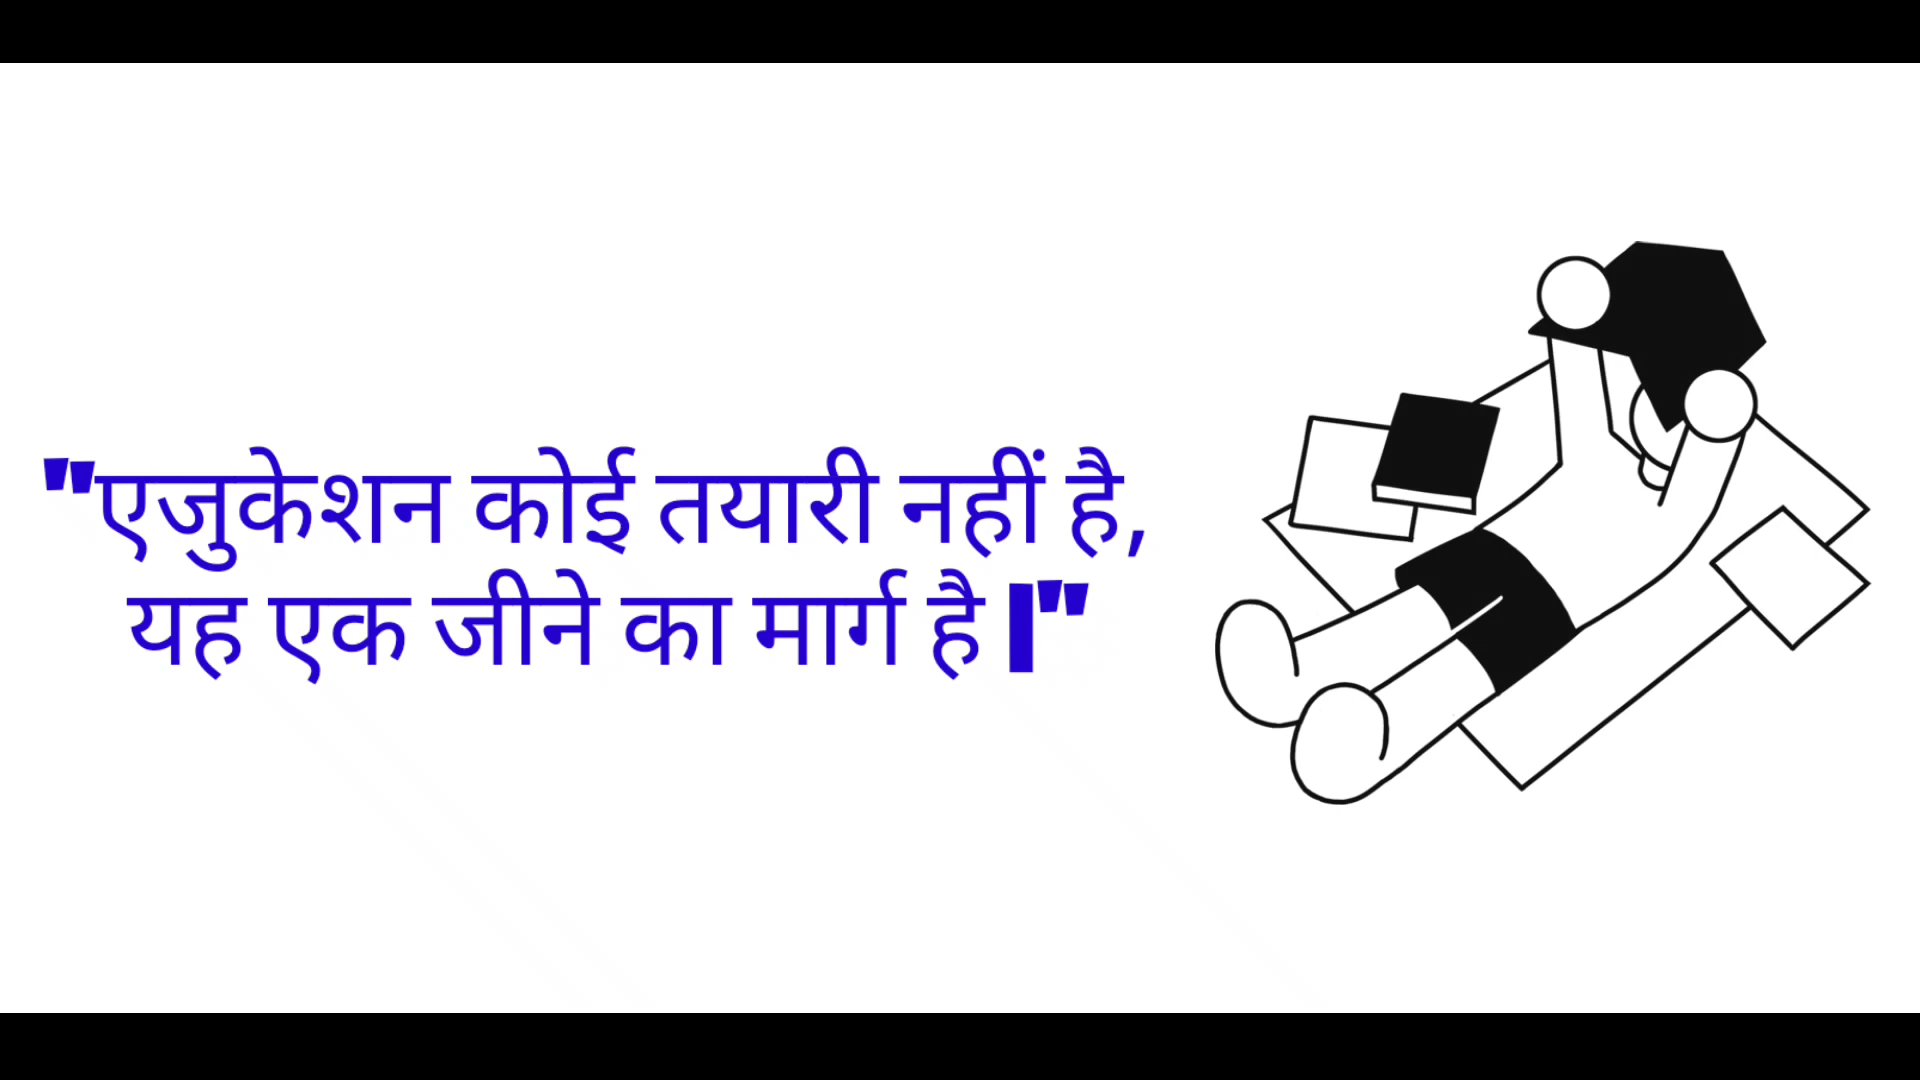 "एजुकेशन कोई तयारी नहीं है,
यह एक जीने का मार्ग है ।"